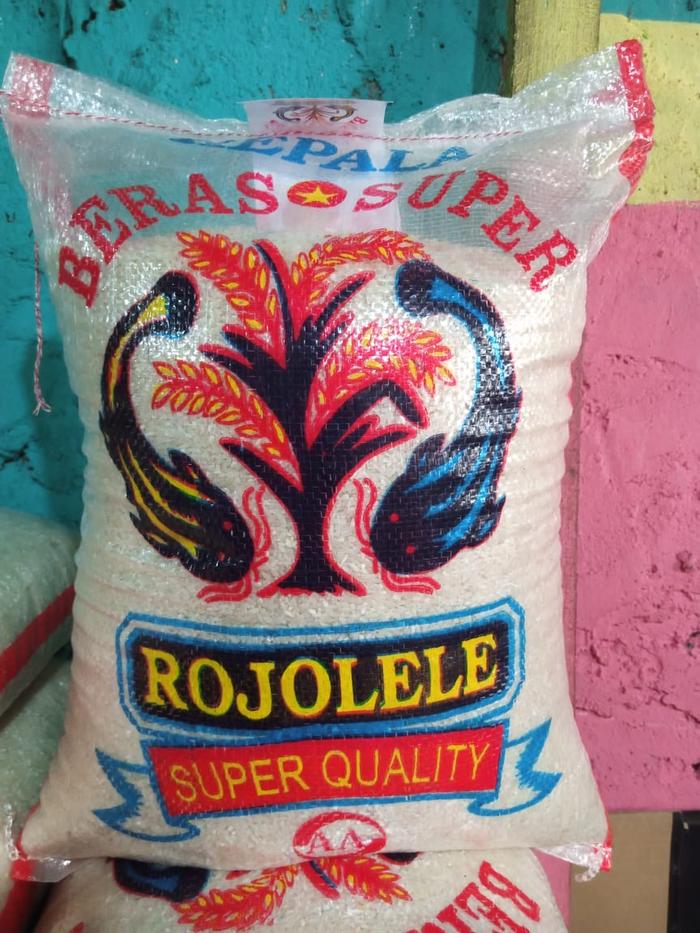 KEPALA
BERAS SUPER
ROJOLELE
SUPER QUALITY
AA